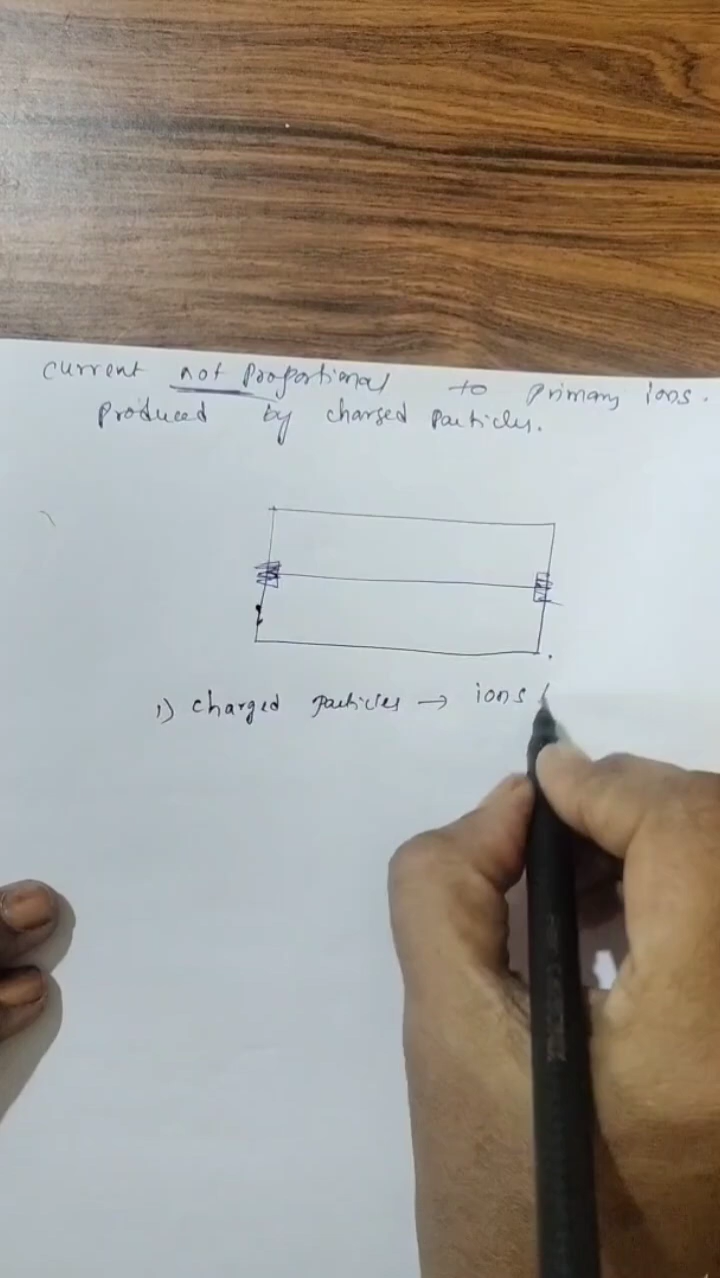 current not proportional to primary ions.
produced by charged particles.
1) charged particles → ions (